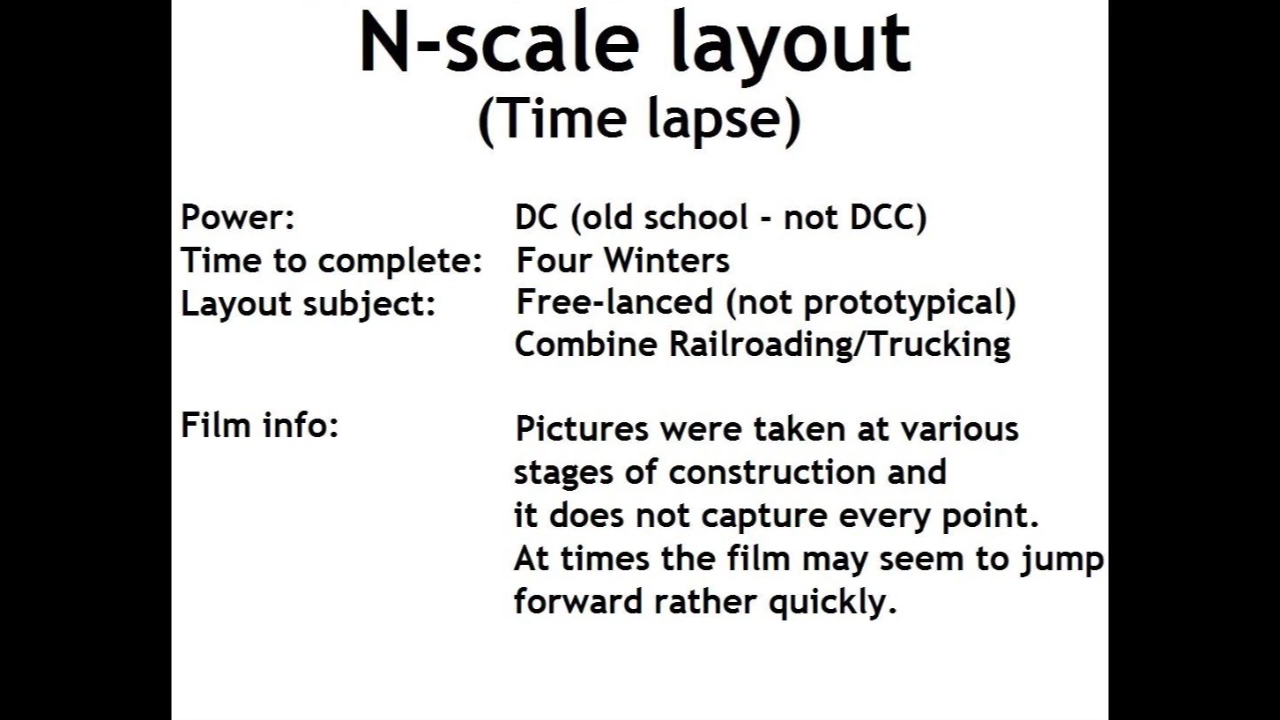 N-scale layout
(Time lapse)
Power: DC (old school - not DCC)
Time to complete: Four Winters
Layout subject: Free-lanced (not prototypical)
Combine Railroading/Trucking
Film info: Pictures were taken at various
stages of construction and
it does not capture every point.
At times the film may seem to jump
forward rather quickly.